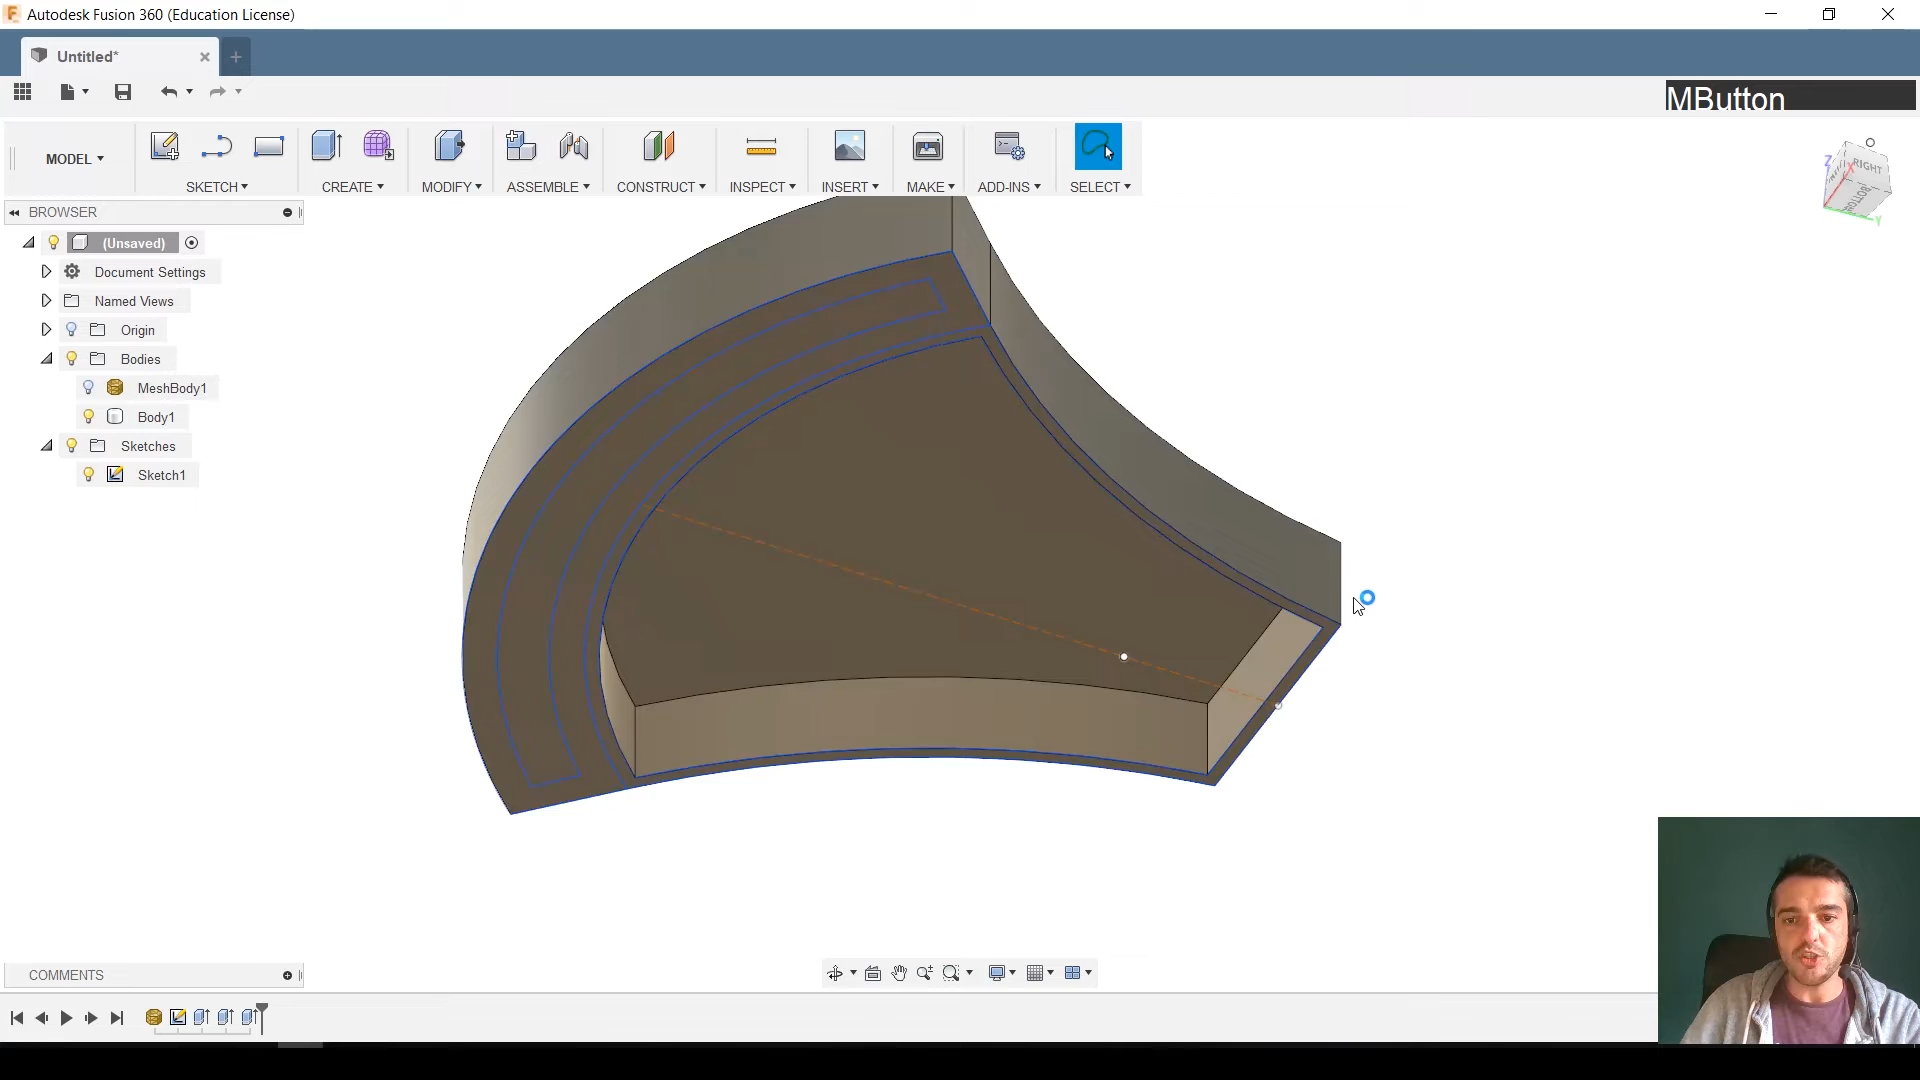 Autodesk Fusion 360 (Education License)
Untitled*
MButton
MODEL
SKETCH
CREATE
MODIFY
ASSEMBLE
CONSTRUCT
INSPECT
INSERT
MAKE
ADD-INS
SELECT
Z
X
RIGHT
BOTTOM
Y
BROWSER
(Unsaved)
Document Settings
Named Views
Origin
Bodies
MeshBody1
Body1
Sketches
Sketch1
COMMENTS